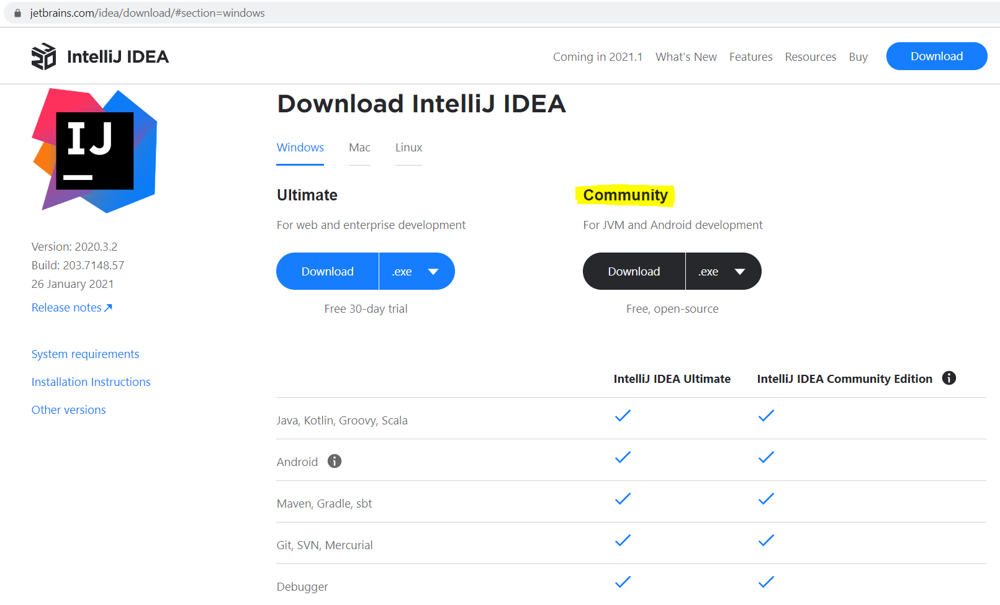 jetbrains.com/idea/download/#section=windows
IntelliJ IDEA
Coming in 2021.1 What's New Features Resources Buy Download
IJ
Download IntelliJ IDEA
Windows Mac Linux
Version: 2020.3.2
Build: 203.7148.57
26 January 2021
Release notes
System requirements
Installation Instructions
Other versions
Ultimate
For web and enterprise development
Download .exe
Free 30-day trial
Community
For JVM and Android development
Download .exe
Free, open-source
IntelliJ IDEA Ultimate IntelliJ IDEA Community Edition
Java, Kotlin, Groovy, Scala
Android
Maven, Gradle, sbt
Git, SVN, Mercurial
Debugger